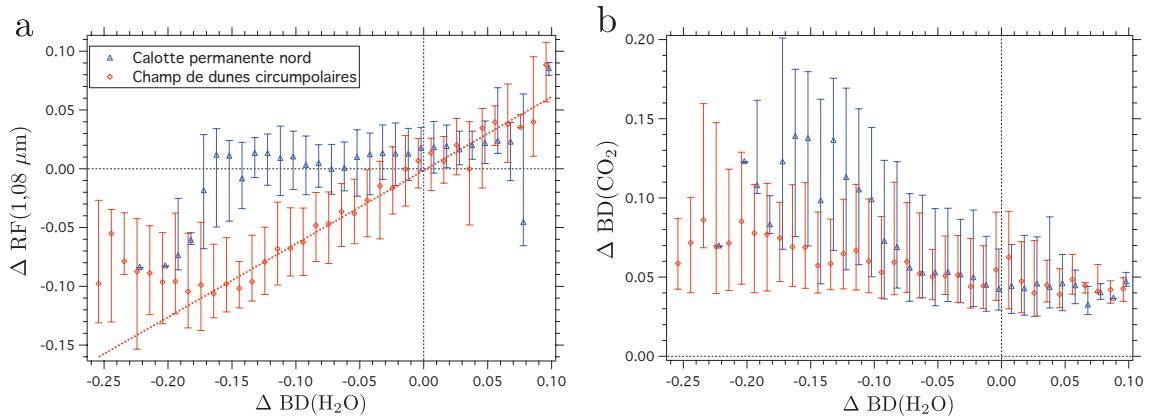 a
Δ RF(1,08 μm)
0.10
0.05
0.00
-0.05
-0.10
-0.15
Calotte permanente nord
Champ de dunes circumpolaires
-0.25 -0.20 -0.15 -0.10 -0.05 0.00 0.05 0.10
Δ BD(H₂O)
b
Δ BD(CO₂)
0.20
0.15
0.10
0.05
0.00
-0.25 -0.20 -0.15 -0.10 -0.05 0.00 0.05 0.10
Δ BD(H₂O)